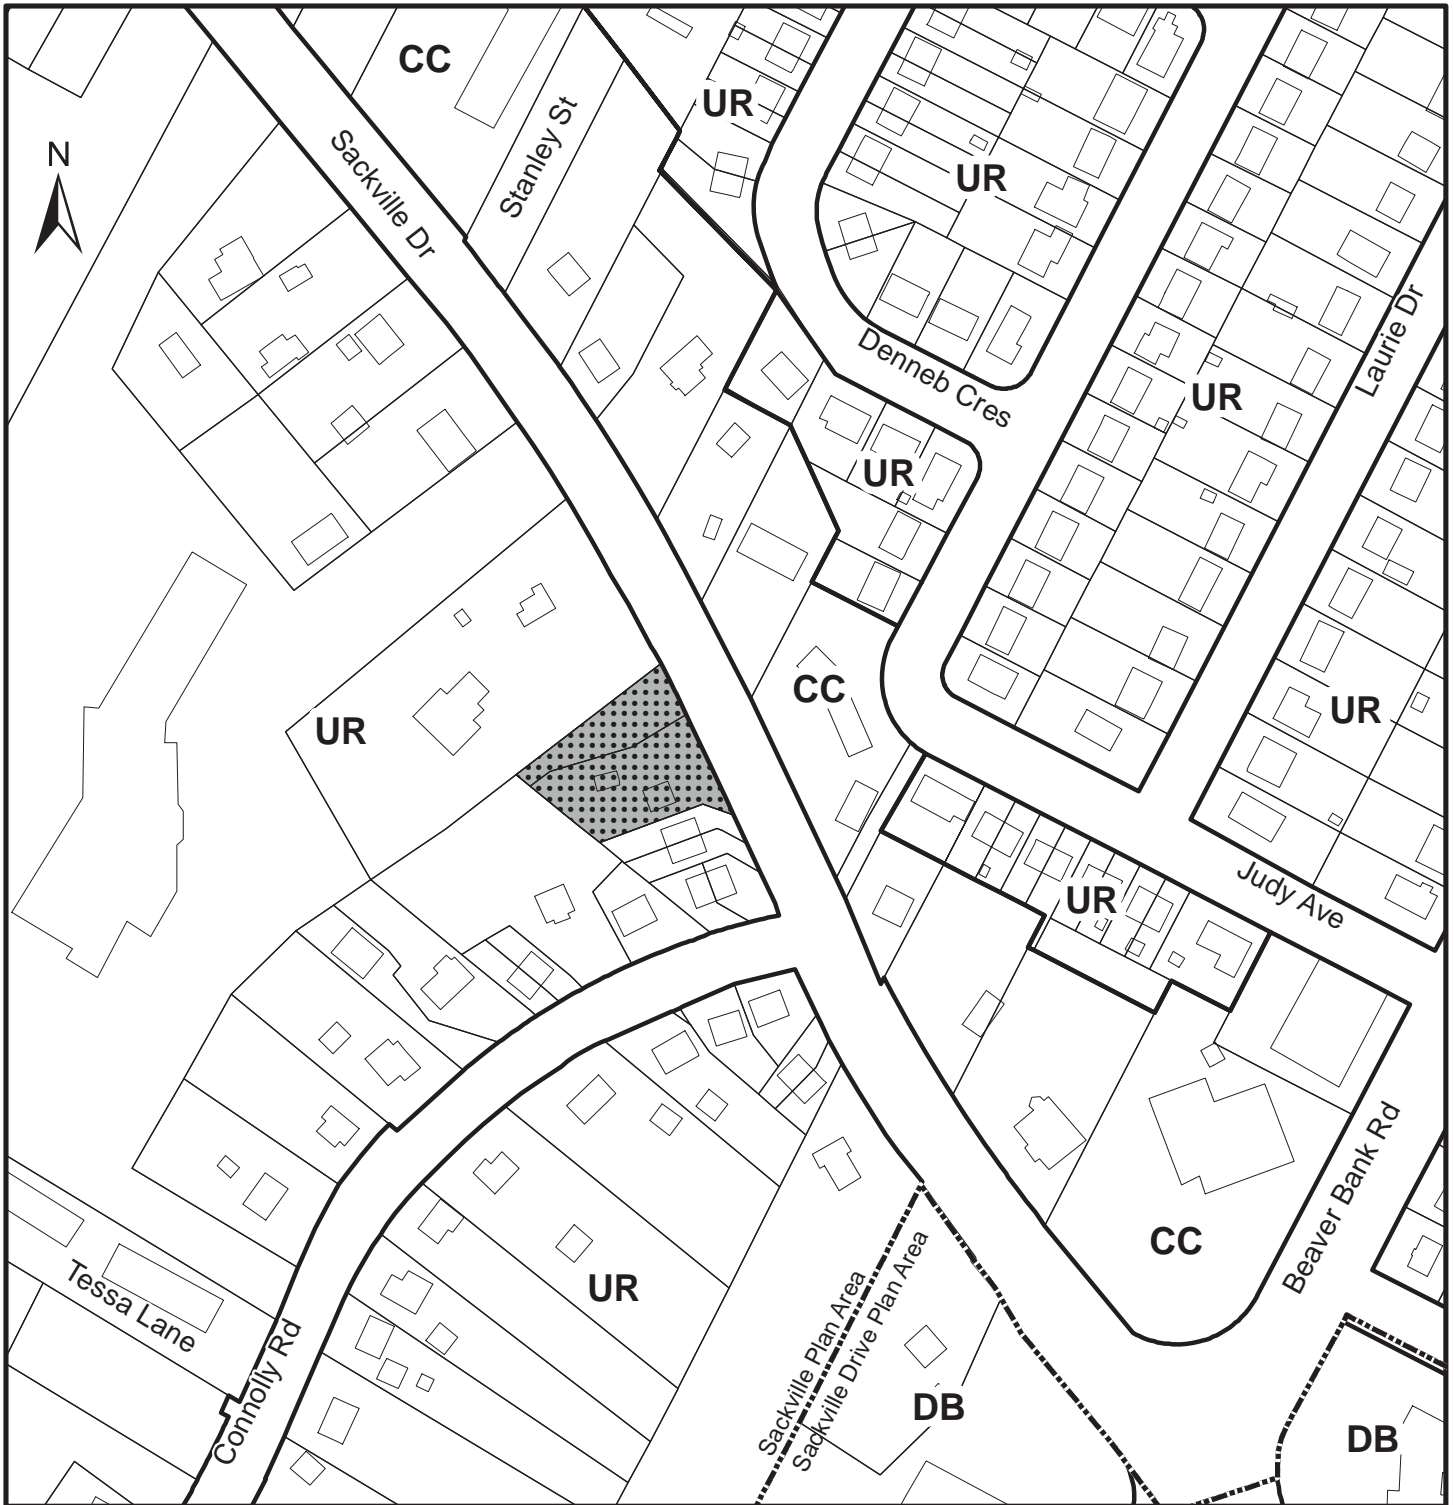 CC
UR
N
Sackville Dr
Stanley St
UR
Laurie Dr
Denneb Cres
UR
UR
CC
UR
UR
Judy Ave
UR
Beaver Bank Rd
CC
Tessa Lane
UR
Connolly Rd
Sackville Plan Area
Sackville Drive Plan Area
DB
DB